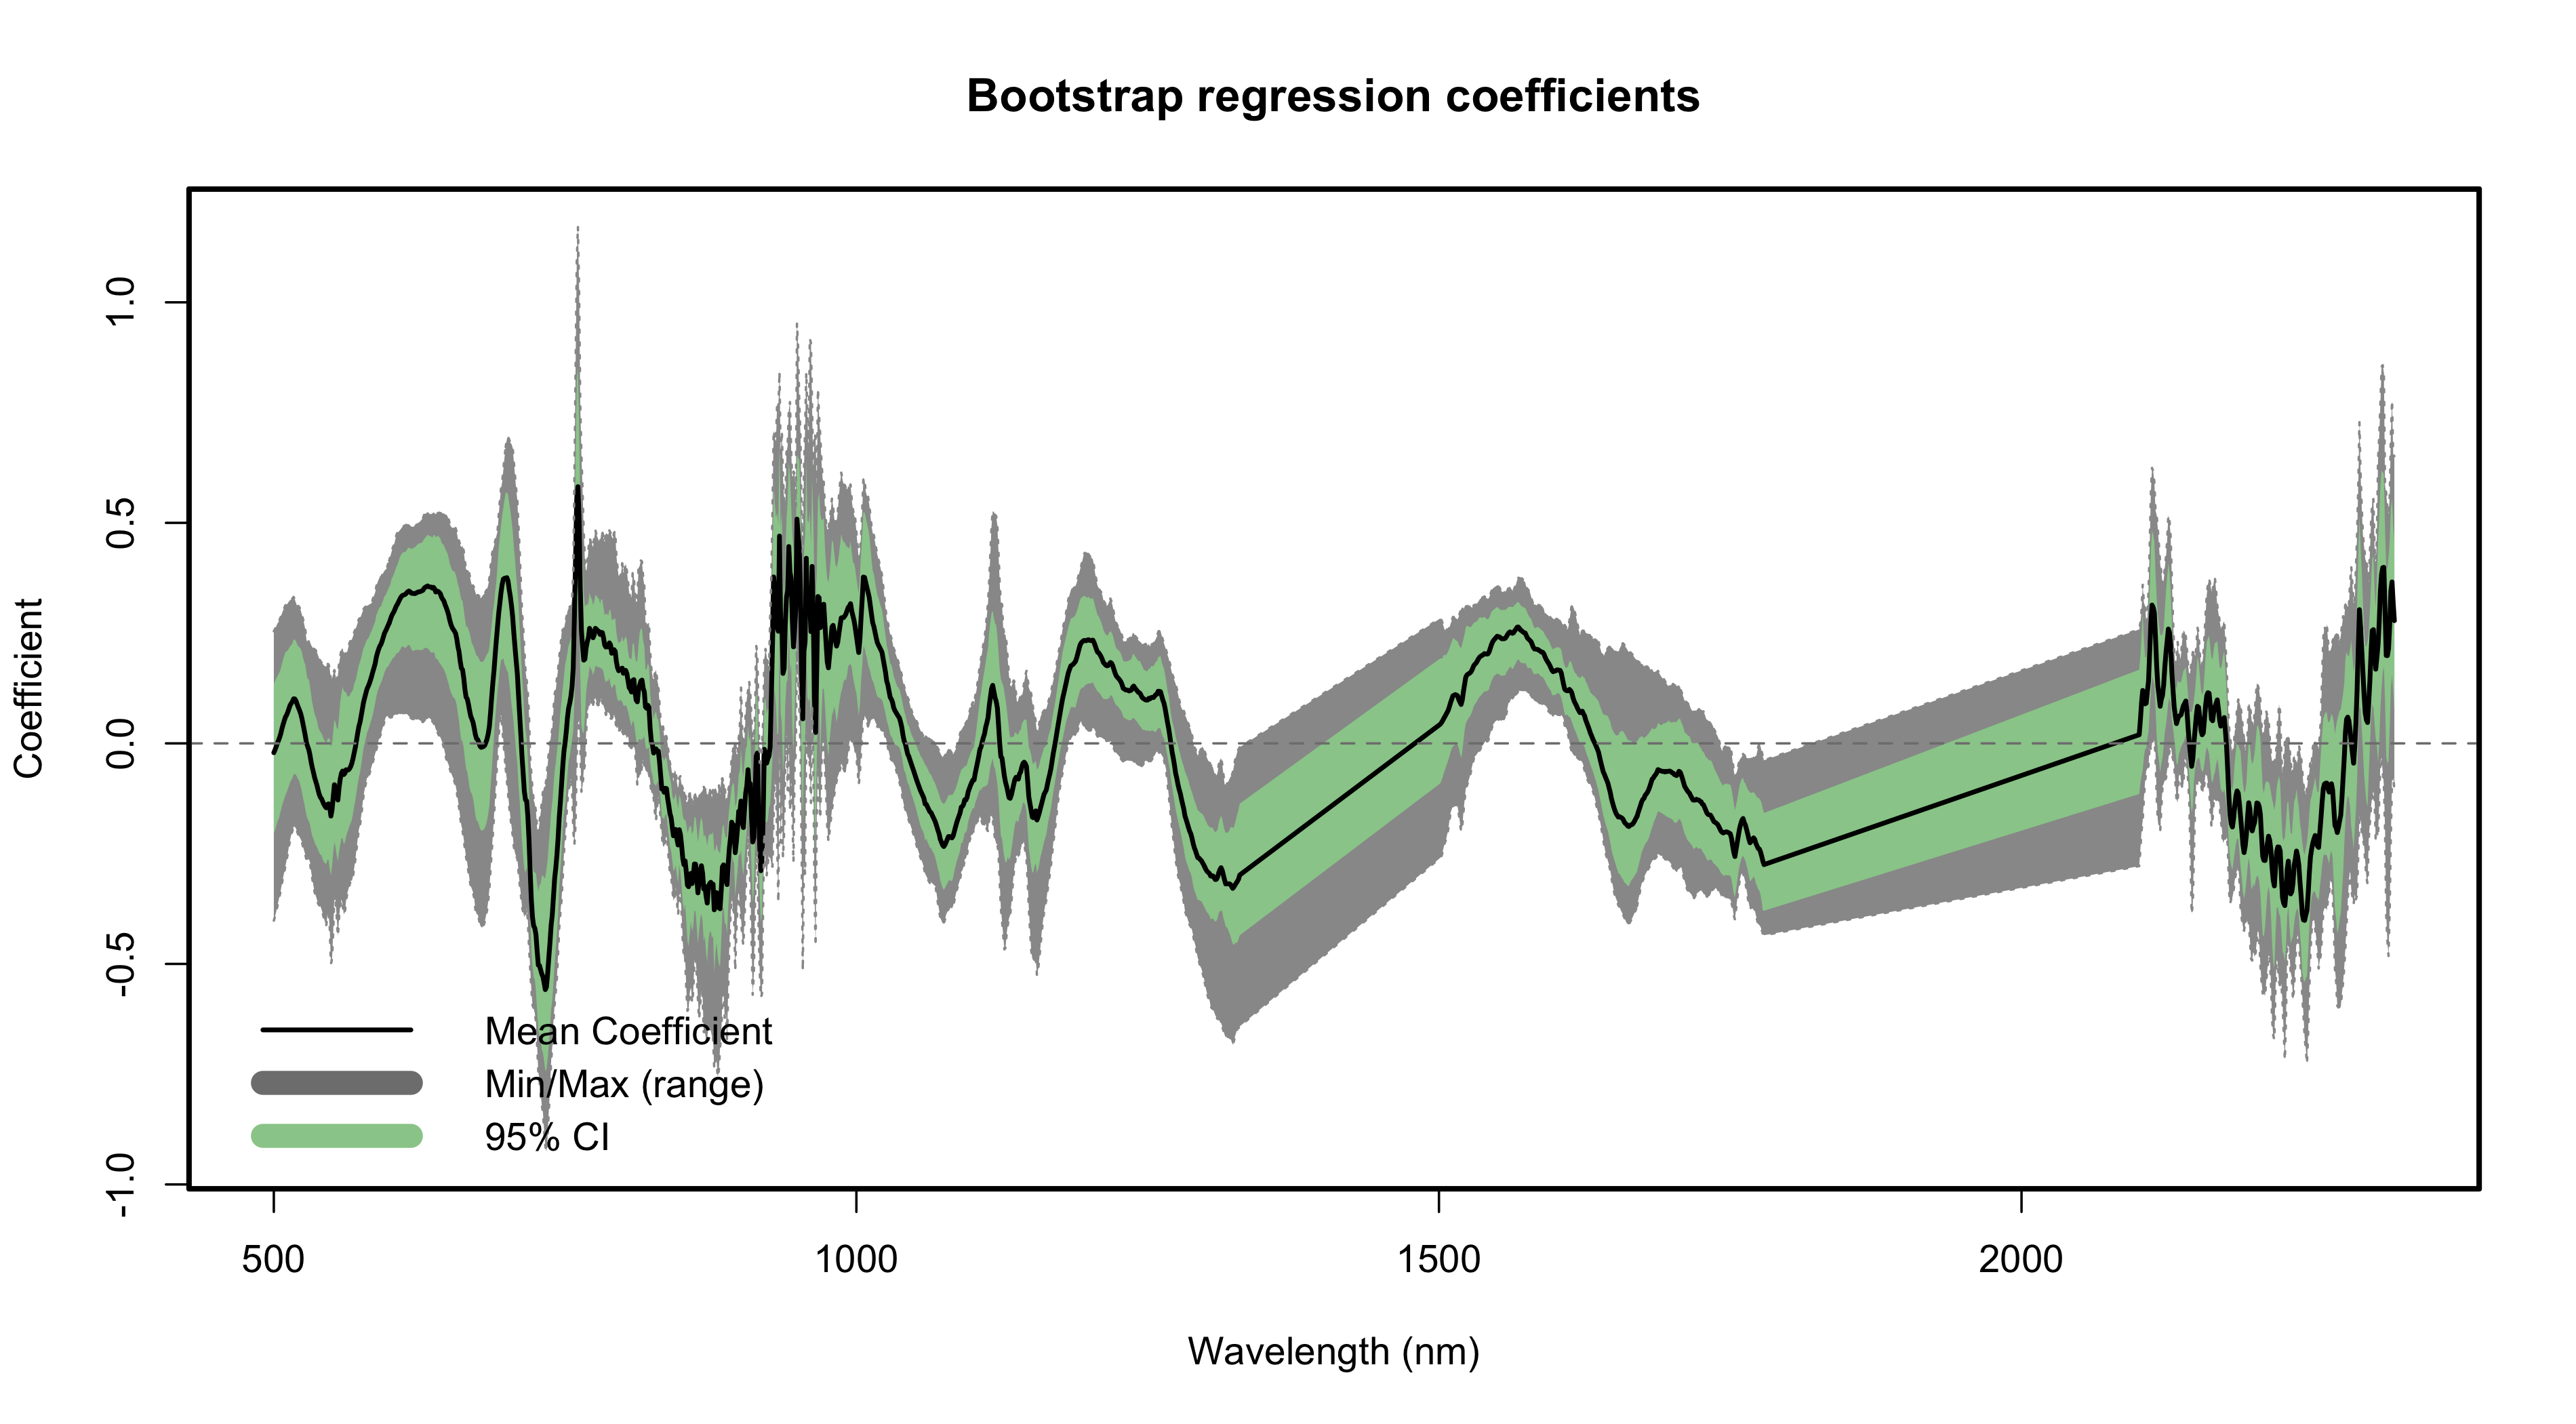 Bootstrap regression coefficients
Coefficient
1.0
0.5
0.0
-0.5
-1.0
Mean Coefficient
Min/Max (range)
95% CI
500
1000
1500
2000
Wavelength (nm)